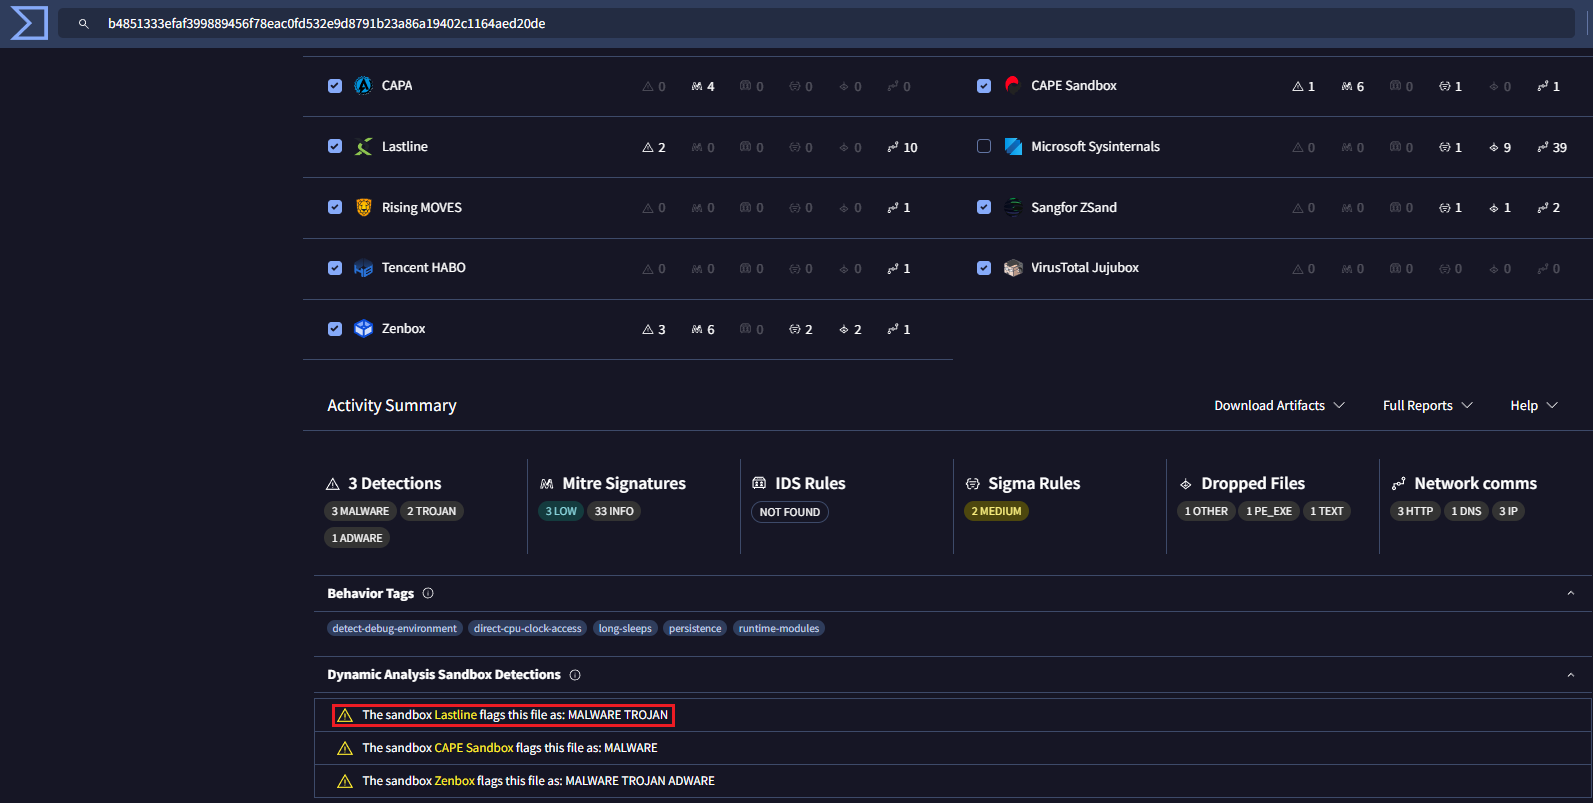 b4851333efaf399889456f78eac0fd532e9d8791b23a86a19402c1164aed20de
CAPA 0 4 0 0 0 0
CAPE Sandbox 1 6 0 1 0 1
Lastline 2 0 0 0 0 10
Microsoft Sysinternals 0 0 0 1 9 39
Rising MOVES 0 0 0 0 0 1
Sangfor ZSand 0 0 0 1 1 2
Tencent HABO 0 0 0 0 0 1
VirusTotal Jujubox 0 0 0 0 0 0
Zenbox 3 6 0 2 2 1
Activity Summary
Download Artifacts
Full Reports
Help
3 Detections
3 MALWARE 2 TROJAN
1 ADWARE
Mitre Signatures
3 LOW 33 INFO
IDS Rules
NOT FOUND
Sigma Rules
2 MEDIUM
Dropped Files
1 OTHER 1 PE_EXE 1 TEXT
Network comms
3 HTTP 1 DNS 3 IP
Behavior Tags
detect-debug-environment direct-cpu-clock-access long-sleeps persistence runtime-modules
Dynamic Analysis Sandbox Detections
The sandbox Lastline flags this file as: MALWARE TROJAN
The sandbox CAPE Sandbox flags this file as: MALWARE
The sandbox Zenbox flags this file as: MALWARE TROJAN ADWARE